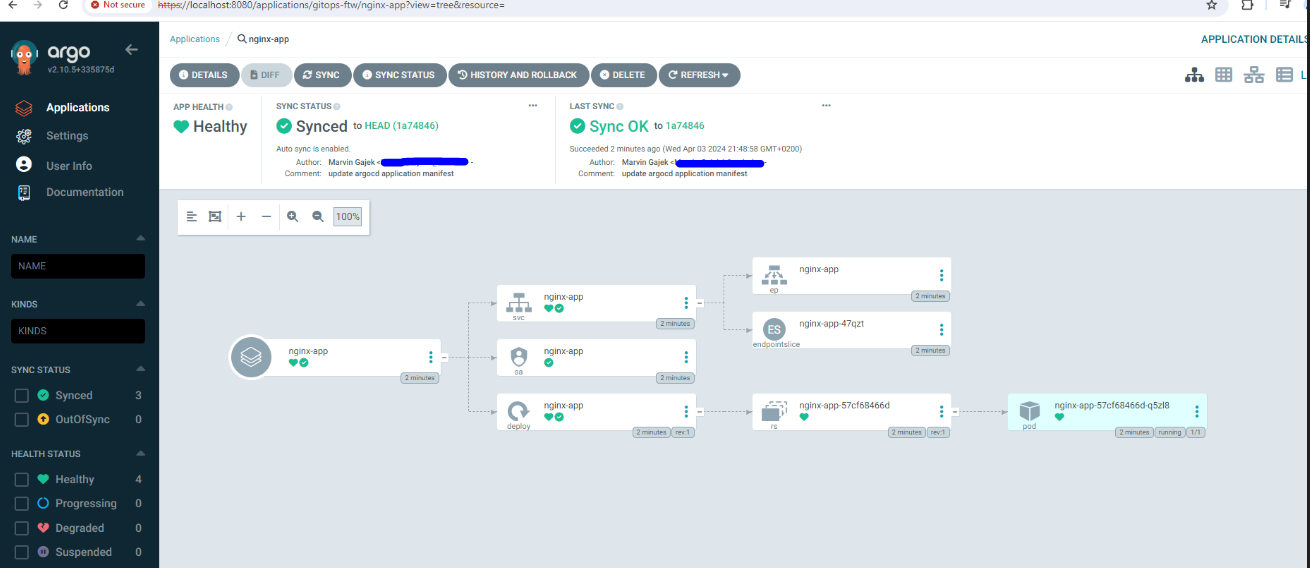 Not secure https://localhost:8080/applications/gitops-ftw/nginx-app?view=tree&resource=
argo
v2.10.5+335875d
Applications
Settings
User Info
Documentation
NAME
NAME
KINDS
KINDS
SYNC STATUS
Synced 3
OutOfSync 0
HEALTH STATUS
Healthy 4
Progressing 0
Degraded 0
Suspended 0
Applications / nginx-app
APPLICATION DETAILS
DETAILS DIFF SYNC SYNC STATUS HISTORY AND ROLLBACK DELETE REFRESH
L
APP HEALTH
Healthy
SYNC STATUS
Synced to HEAD (1a74846)
Auto sync is enabled.
Author: Marvin Gajek < -
Comment: update argocd application manifest
LAST SYNC
Sync OK to 1a74846
Succeeded 2 minutes ago (Wed Apr 03 2024 21:48:58 GMT+0200)
Author: Marvin Gajek < -
Comment: update argocd application manifest
100%
nginx-app
2 minutes
nginx-app
svc
2 minutes
nginx-app
sa
2 minutes
nginx-app
deploy
2 minutes rev:1
nginx-app
ep
2 minutes
ES
nginx-app-47qzt
endpointslice
2 minutes
nginx-app-57cf68466d
rs
2 minutes rev:1
nginx-app-57cf68466d-q5zl8
pod
2 minutes running 1/1